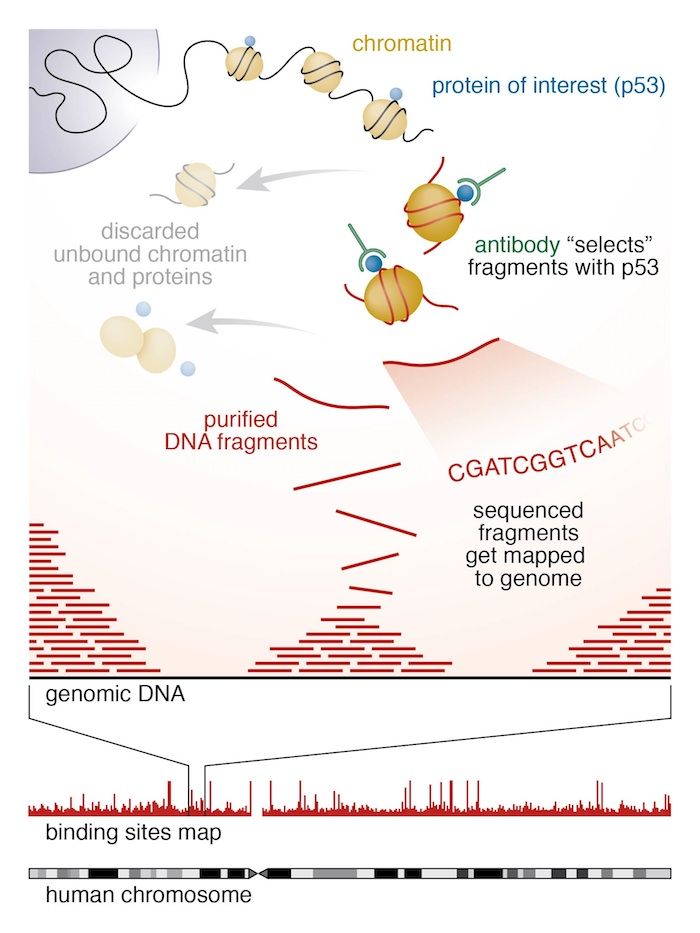 chromatin
protein of interest (p53)
discarded
unbound chromatin
and proteins
antibody “selects”
fragments with p53
purified
DNA fragments
CGATCGGTCAATCG
sequenced
fragments
get mapped
to genome
genomic DNA
binding sites map
human chromosome